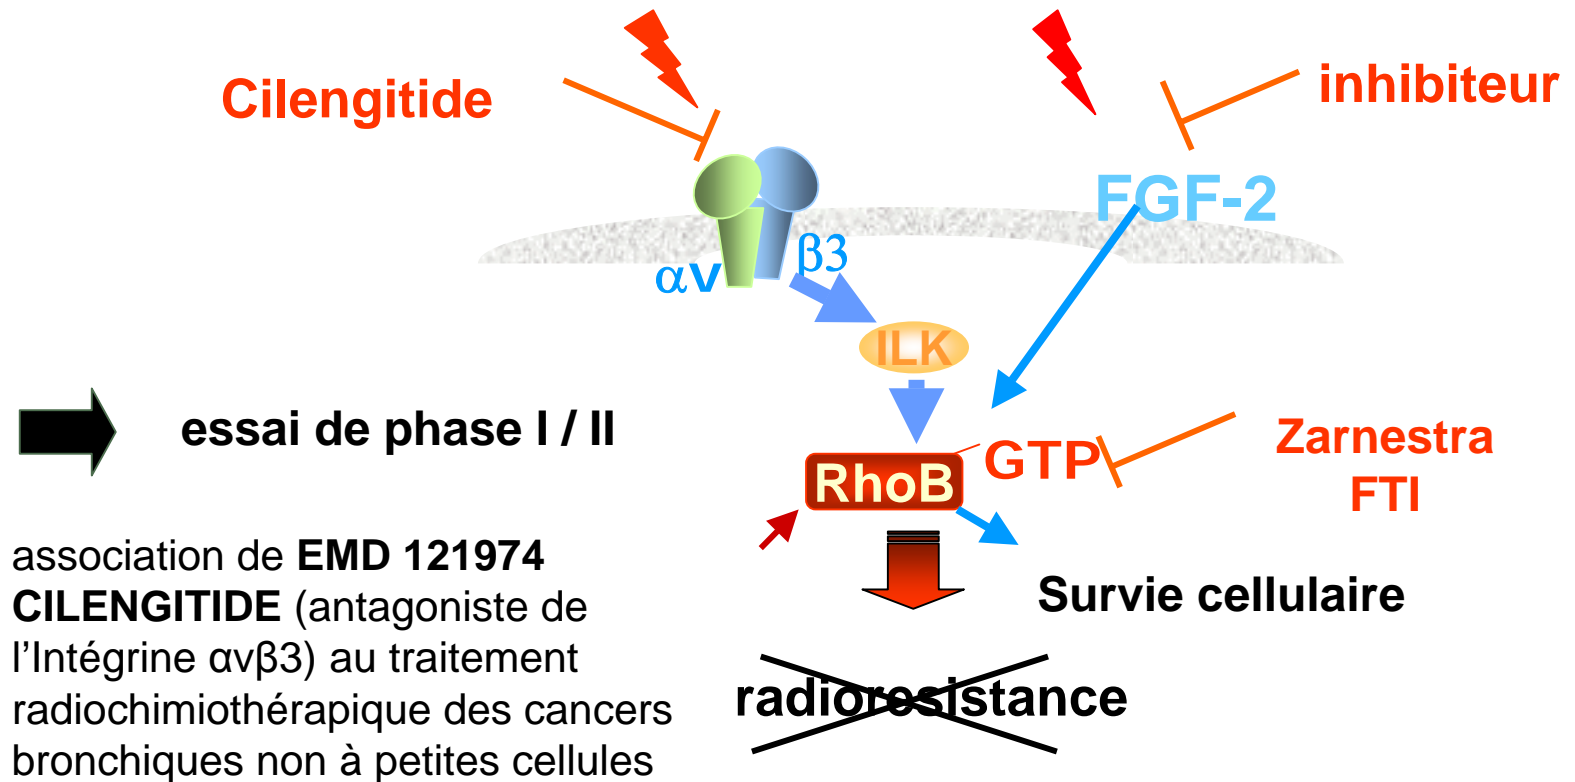 Cilengitide
inhibiteur
FGF-2
αv
β3
ILK
essai de phase I / II
RhoB
GTP
Zarnestra
FTI
association de EMD 121974
CILENGITIDE (antagoniste de
l’Intégrine αvβ3) au traitement
radiochimiothérapique des cancers
bronchiques non à petites cellules
Survie cellulaire
radioresistance